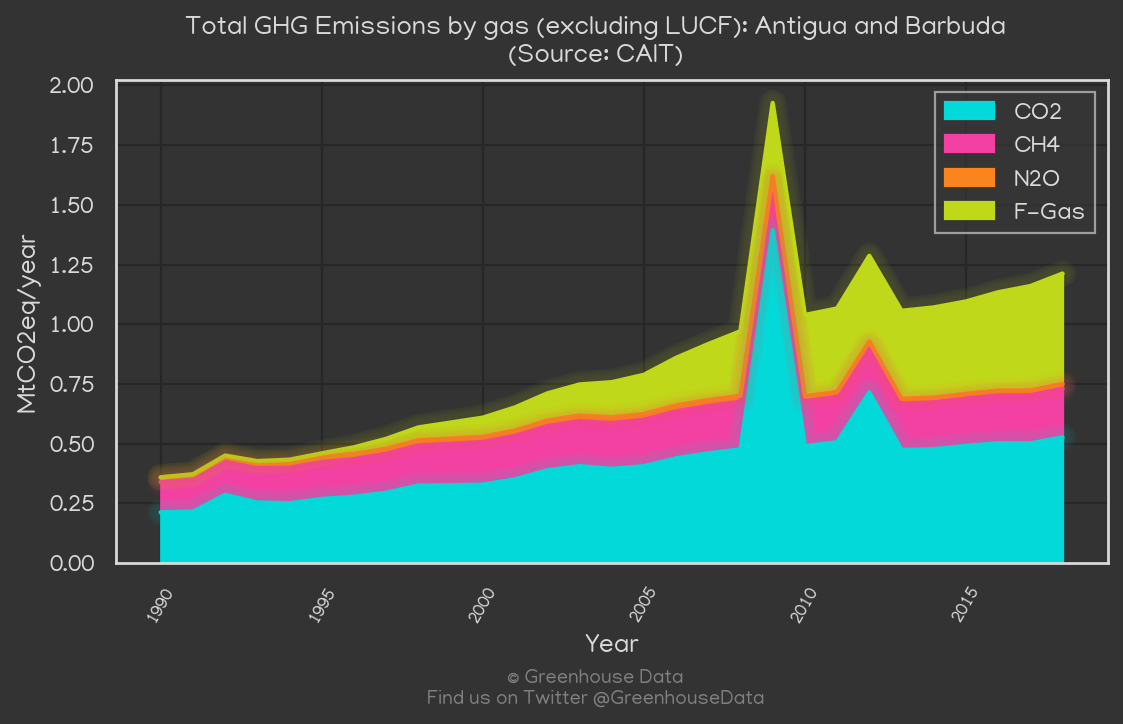 Total GHG Emissions by gas (excluding LUCF): Antigua and Barbuda
(Source: CAIT)
2.00
1.75
1.50
1.25
1.00
0.75
0.50
0.25
0.00
MtCO2eq/year
CO2
CH4
N2O
F-Gas
1990
1995
2000
2005
2010
2015
Year
© Greenhouse Data
Find us on Twitter @GreenhouseData